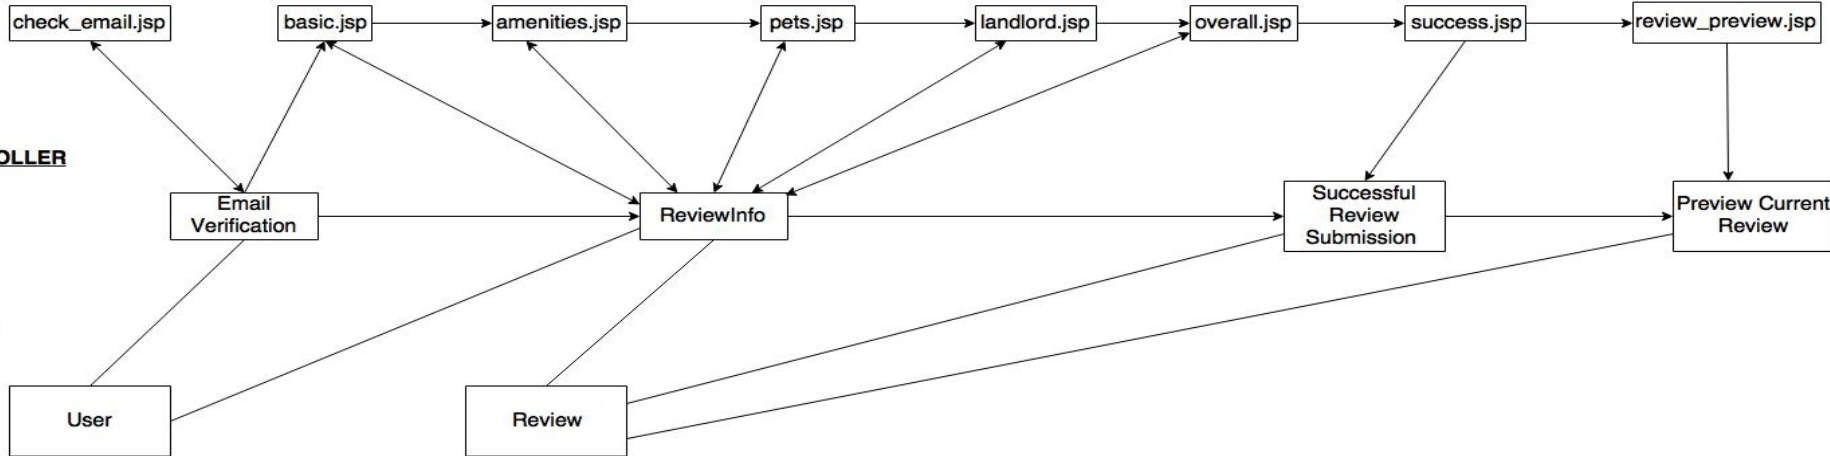 check_email.jsp
basic.jsp
amenities.jsp
pets.jsp
landlord.jsp
overall.jsp
success.jsp
review_preview.jsp
OLLER
Email
Verification
ReviewInfo
Successful
Review
Submission
Preview Current
Review
User
Review